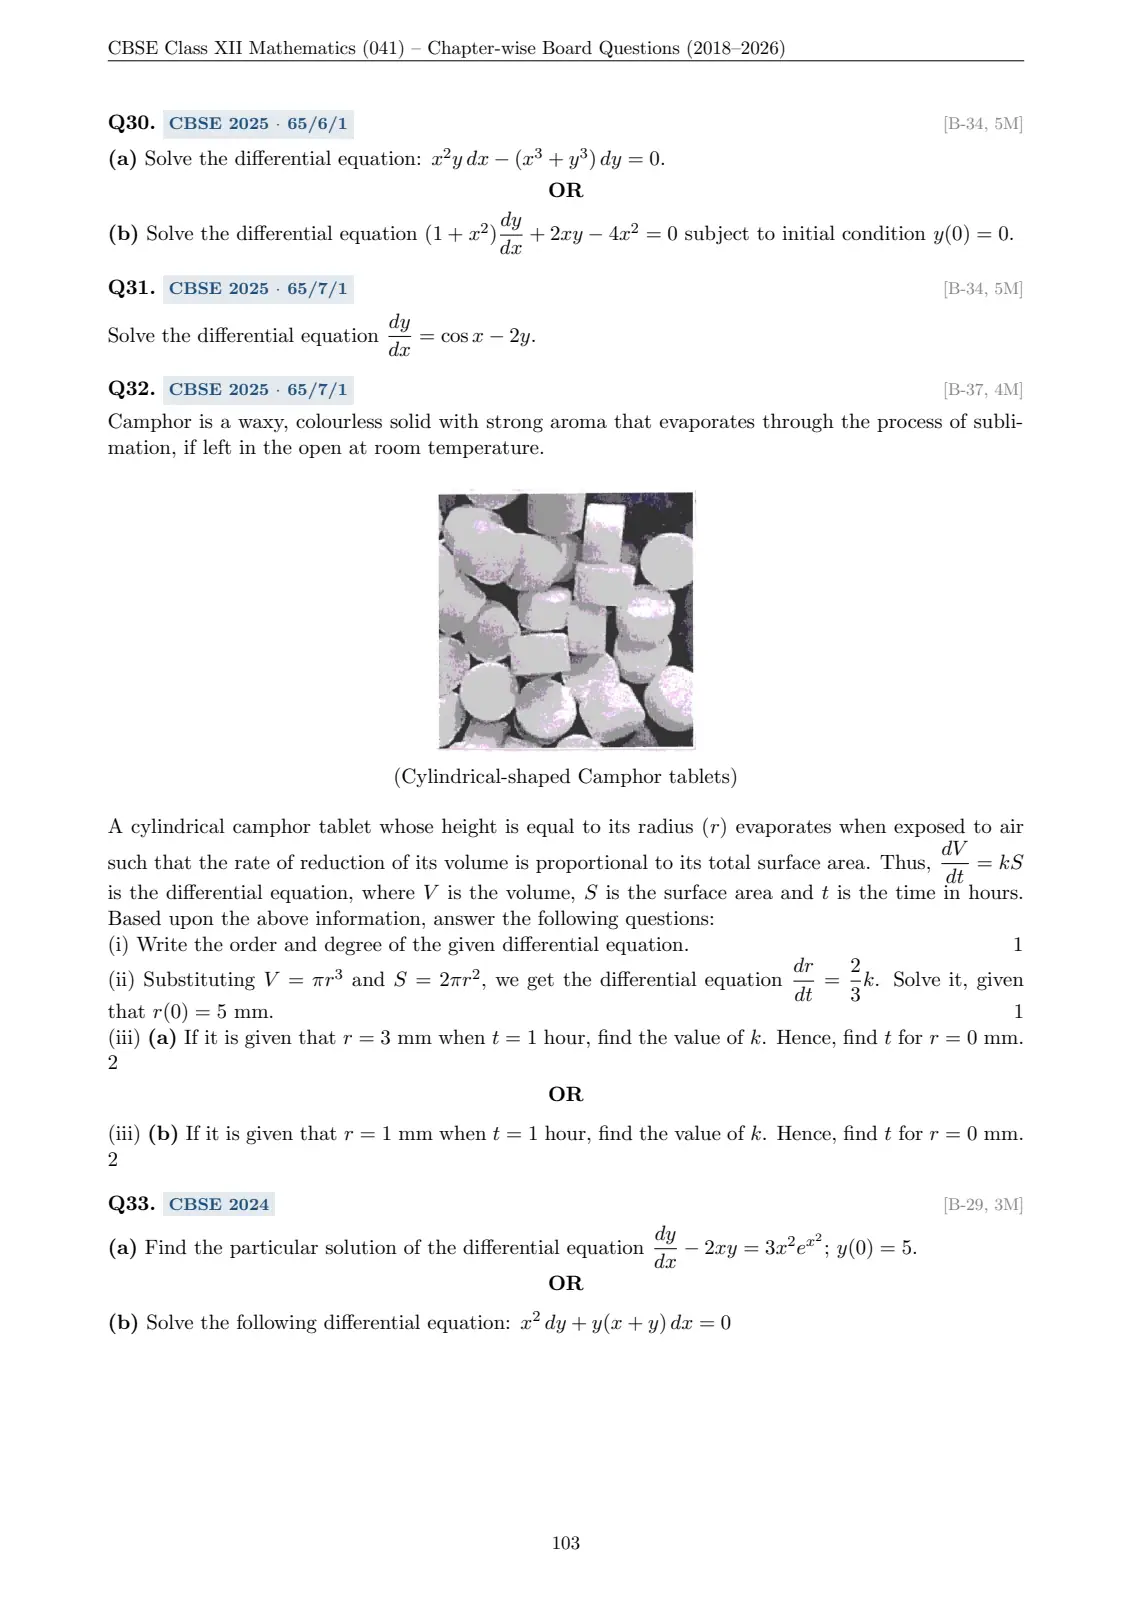 CBSE Class XII Mathematics (041) – Chapter-wise Board Questions (2018–2026)
Q30. CBSE 2025 · 65/6/1 [B-34, 5M]
(a) Solve the differential equation: x²y dx − (x³ + y³) dy = 0.
OR
(b) Solve the differential equation (1 + x²) dy/dx + 2xy − 4x² = 0 subject to initial condition y(0) = 0.
Q31. CBSE 2025 · 65/7/1 [B-34, 5M]
Solve the differential equation dy/dx = cos x − 2y.
Q32. CBSE 2025 · 65/7/1 [B-37, 4M]
Camphor is a waxy, colourless solid with strong aroma that evaporates through the process of subli-
mation, if left in the open at room temperature.
(Cylindrical-shaped Camphor tablets)
A cylindrical camphor tablet whose height is equal to its radius (r) evaporates when exposed to air
such that the rate of reduction of its volume is proportional to its total surface area. Thus, dV/dt = kS
is the differential equation, where V is the volume, S is the surface area and t is the time in hours.
Based upon the above information, answer the following questions:
(i) Write the order and degree of the given differential equation. 1
(ii) Substituting V = πr³ and S = 2πr², we get the differential equation dr/dt = 2/3 k. Solve it, given
that r(0) = 5 mm. 1
(iii) (a) If it is given that r = 3 mm when t = 1 hour, find the value of k. Hence, find t for r = 0 mm.
2
OR
(iii) (b) If it is given that r = 1 mm when t = 1 hour, find the value of k. Hence, find t for r = 0 mm.
2
Q33. CBSE 2024 [B-29, 3M]
(a) Find the particular solution of the differential equation dy/dx − 2xy = 3x²e^(x²); y(0) = 5.
OR
(b) Solve the following differential equation: x² dy + y(x + y) dx = 0
103